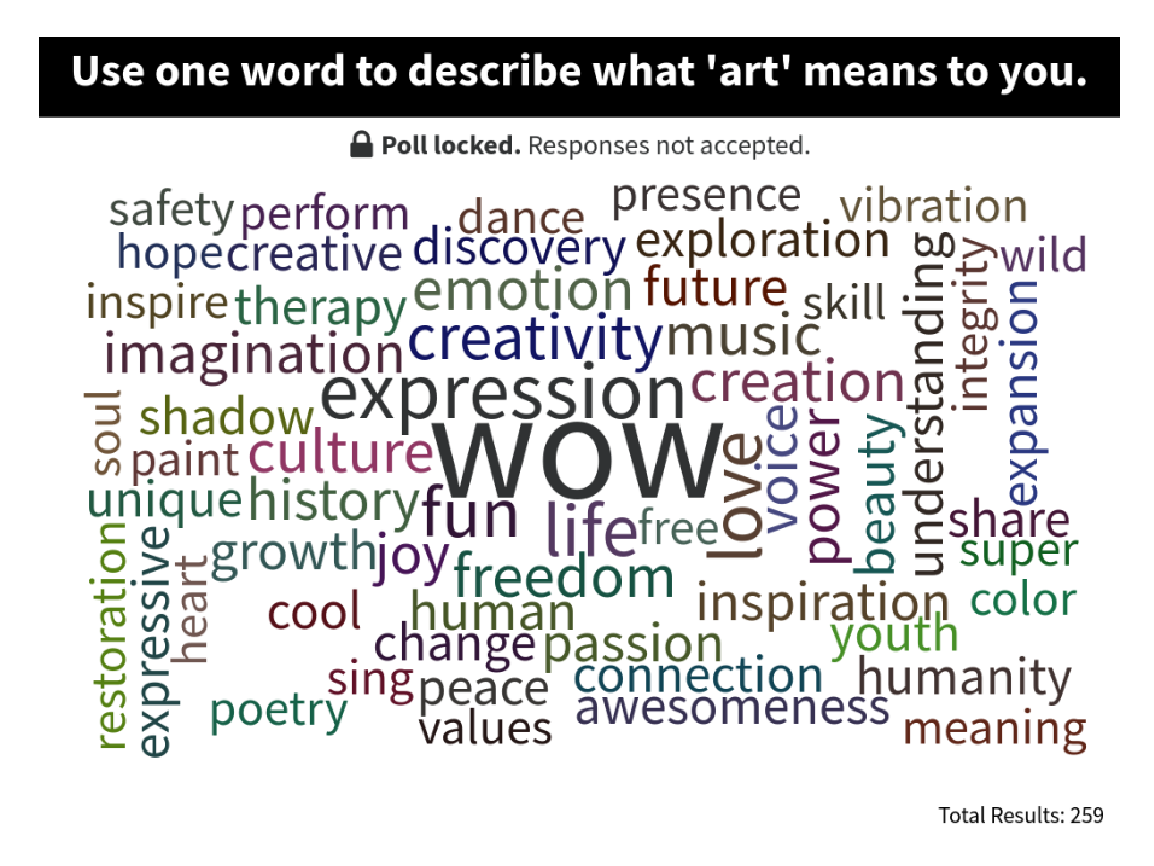 Use one word to describe what 'art' means to you.
Poll locked. Responses not accepted.
safety perform dance presence vibration
hope creative discovery exploration wild
inspire therapy emotion future skill understanding integrity expansion
imagination creativity music
expression creation
soul shadow wow love voice power beauty
paint culture
unique history fun life free share
growth joy freedom super
restoration expressive heart cool human inspiration color
change passion youth
sing peace connection humanity
poetry values awesomeness meaning
Total Results: 259